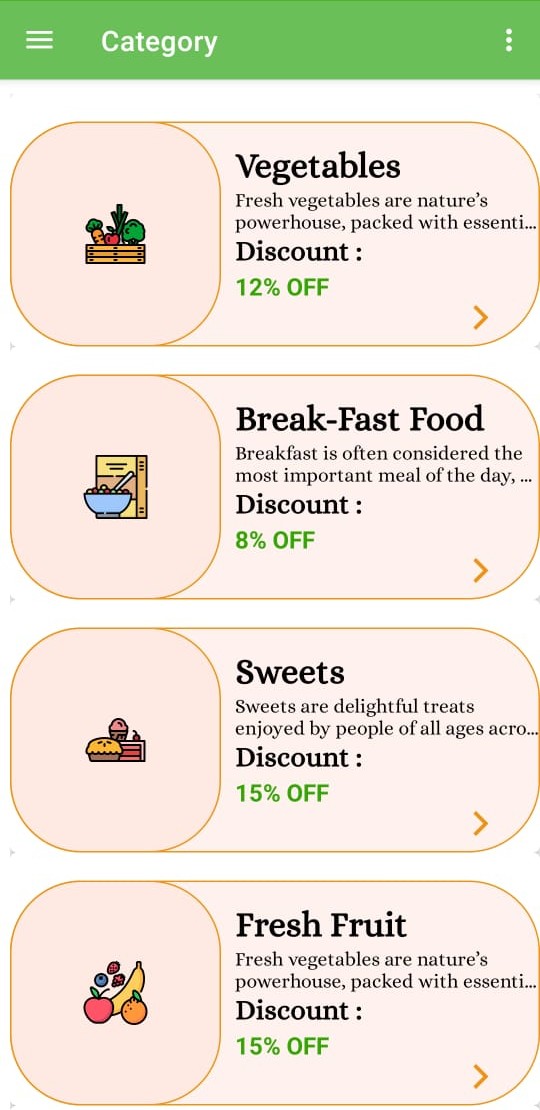 Category
Vegetables
Fresh vegetables are nature’s
powerhouse, packed with essenti...
Discount :
12% OFF
Break-Fast Food
Breakfast is often considered the
most important meal of the day, ...
Discount :
8% OFF
Sweets
Sweets are delightful treats
enjoyed by people of all ages acro...
Discount :
15% OFF
Fresh Fruit
Fresh vegetables are nature’s
powerhouse, packed with essenti...
Discount :
15% OFF